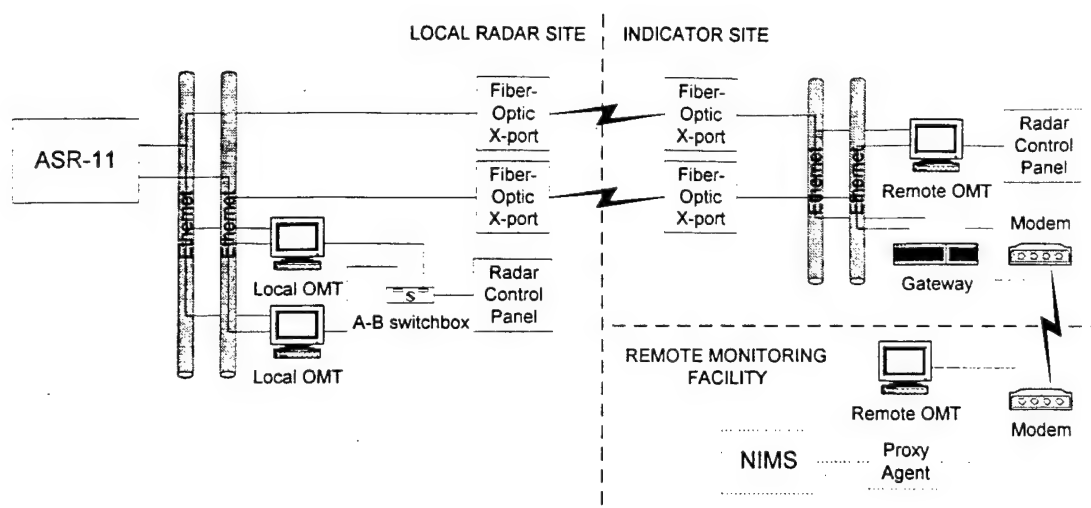 LOCAL RADAR SITE
INDICATOR SITE
ASR-11
Ethernet
Ethernet
Fiber-
Optic
X-port
Fiber-
Optic
X-port
Local OMT
Local OMT
S
A-B switchbox
Radar
Control
Panel
Fiber-
Optic
X-port
Fiber-
Optic
X-port
Ethernet
Ethernet
Remote OMT
Radar
Control
Panel
Gateway
Modem
REMOTE MONITORING
FACILITY
Remote OMT
Modem
NIMS
Proxy
Agent